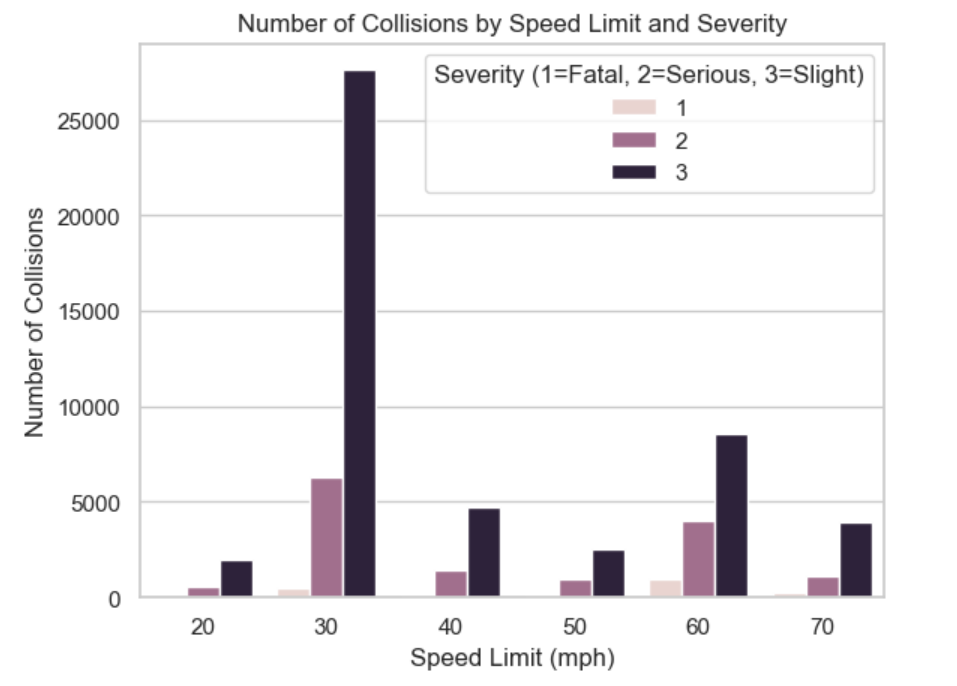 Number of Collisions by Speed Limit and Severity
Severity (1=Fatal, 2=Serious, 3=Slight)
1
2
3
Number of Collisions
25000
20000
15000
10000
5000
0
20 30 40 50 60 70
Speed Limit (mph)